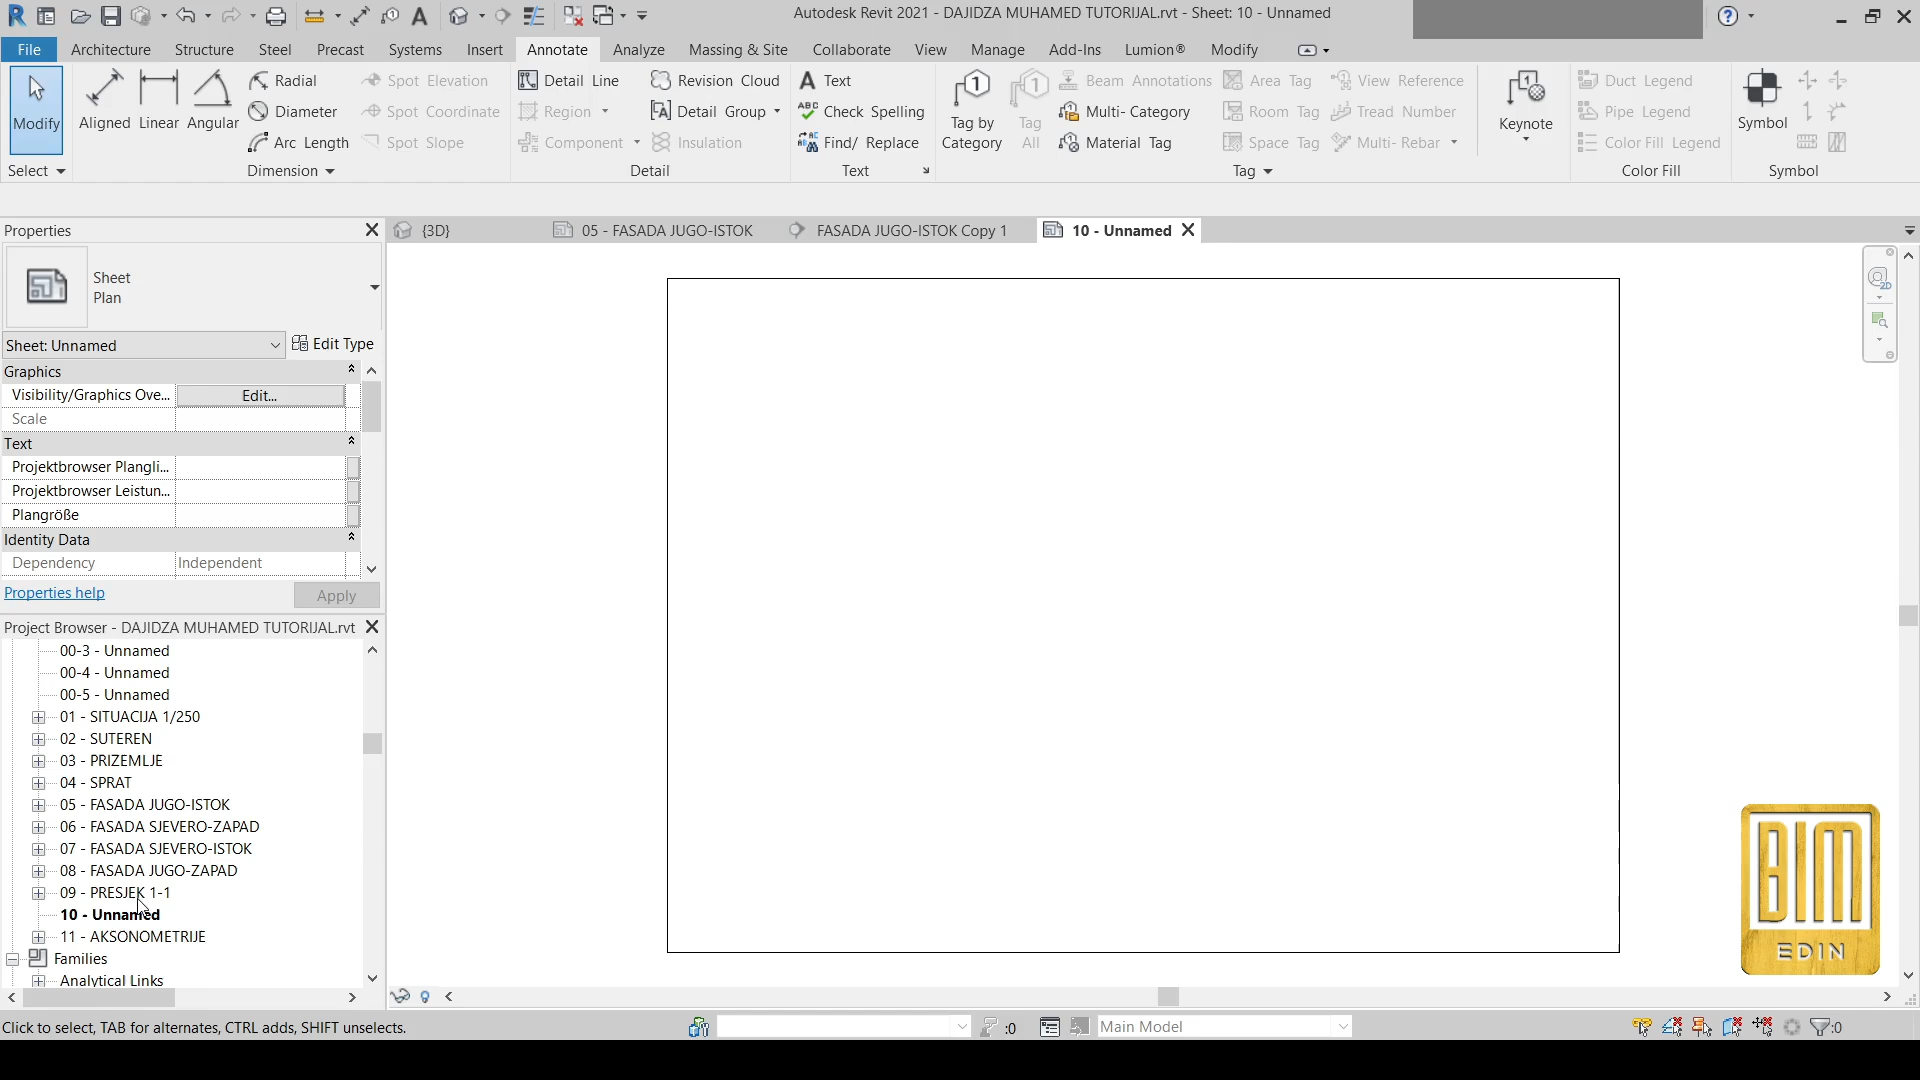 Autodesk Revit 2021 - DAJIDZA MUHAMED TUTORIJAL.rvt - Sheet: 10 - Unnamed
File Architecture Structure Steel Precast Systems Insert Annotate Analyze Massing & Site Collaborate View Manage Add-Ins Lumion® Modify
Modify
Select
Aligned Linear Angular
Radial
Diameter
Arc Length
Spot Elevation
Spot Coordinate
Spot Slope
Dimension
Detail Line
Region
Component
Revision Cloud
Detail Group
Insulation
Detail
A Text
ABC Check Spelling
Find/ Replace
Text
Tag by Category
Tag All
Beam Annotations
Multi- Category
Material Tag
Area Tag
Room Tag
Space Tag
View Reference
Tread Number
Multi- Rebar
Tag
Keynote
Duct Legend
Pipe Legend
Color Fill Legend
Color Fill
Symbol
Symbol
Properties
Sheet
Plan
Sheet: Unnamed
Edit Type
Graphics
Visibility/Graphics Ove... Edit...
Scale
Text
Projektbrowser Plangli...
Projektbrowser Leistun...
Plangröße
Identity Data
Dependency Independent
Properties help
Apply
Project Browser - DAJIDZA MUHAMED TUTORIJAL.rvt
00-3 - Unnamed
00-4 - Unnamed
00-5 - Unnamed
01 - SITUACIJA 1/250
02 - SUTEREN
03 - PRIZEMLJE
04 - SPRAT
05 - FASADA JUGO-ISTOK
06 - FASADA SJEVERO-ZAPAD
07 - FASADA SJEVERO-ISTOK
08 - FASADA JUGO-ZAPAD
09 - PRESJEK 1-1
10 - Unnamed
11 - AKSONOMETRIJE
Families
Analytical Links
{3D}
05 - FASADA JUGO-ISTOK
FASADA JUGO-ISTOK Copy 1
10 - Unnamed
2D
BIM
EDIN
Click to select, TAB for alternates, CTRL adds, SHIFT unselects.
:0
Main Model
:0